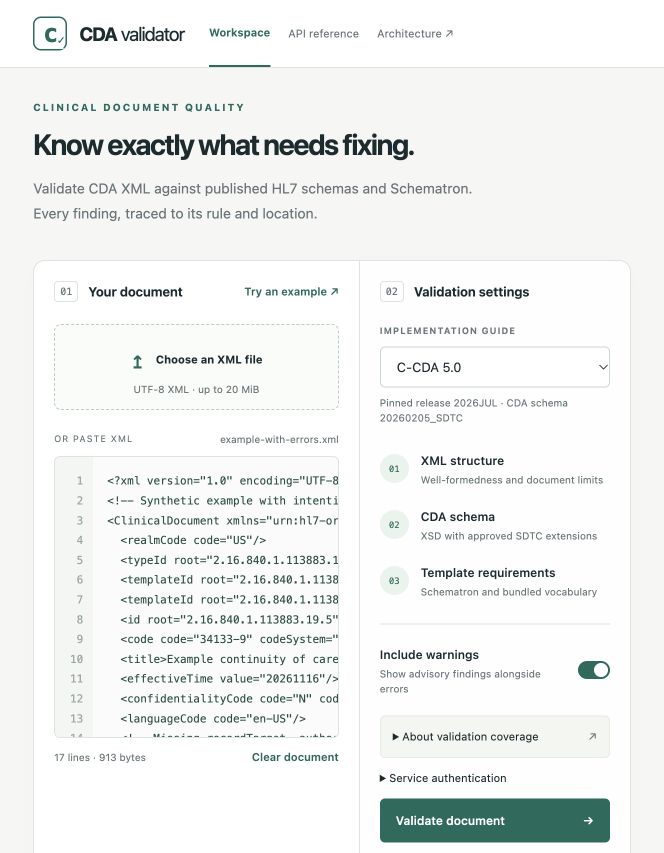 C✓ CDA validator Workspace API reference Architecture ↗
CLINICAL DOCUMENT QUALITY
Know exactly what needs fixing.
Validate CDA XML against published HL7 schemas and Schematron.
Every finding, traced to its rule and location.
01 Your document Try an example ↗
↥ Choose an XML file
UTF-8 XML · up to 20 MiB
OR PASTE XML example-with-errors.xml
1 <?xml version="1.0" encoding="UTF-8
2 <!-- Synthetic example with intenti
3 <ClinicalDocument xmlns="urn:hl7-or
4 <realmCode code="US"/>
5 <typeId root="2.16.840.1.113883.1
6 <templateId root="2.16.840.1.1138
7 <templateId root="2.16.840.1.1138
8 <id root="2.16.840.1.113883.19.5"
9 <code code="34133-9" codeSystem="
10 <title>Example continuity of care
11 <effectiveTime value="20261116"/>
12 <confidentialityCode code="N" cod
13 <languageCode code="en-US"/>
14 <!-- Missing recordTarget, autho
17 lines · 913 bytes Clear document
02 Validation settings
IMPLEMENTATION GUIDE
C-CDA 5.0
Pinned release 2026JUL · CDA schema
20260205_SDTC
01 XML structure
Well-formedness and document limits
02 CDA schema
XSD with approved SDTC extensions
03 Template requirements
Schematron and bundled vocabulary
Include warnings
Show advisory findings alongside
errors
▶ About validation coverage ↗
▶ Service authentication
Validate document →